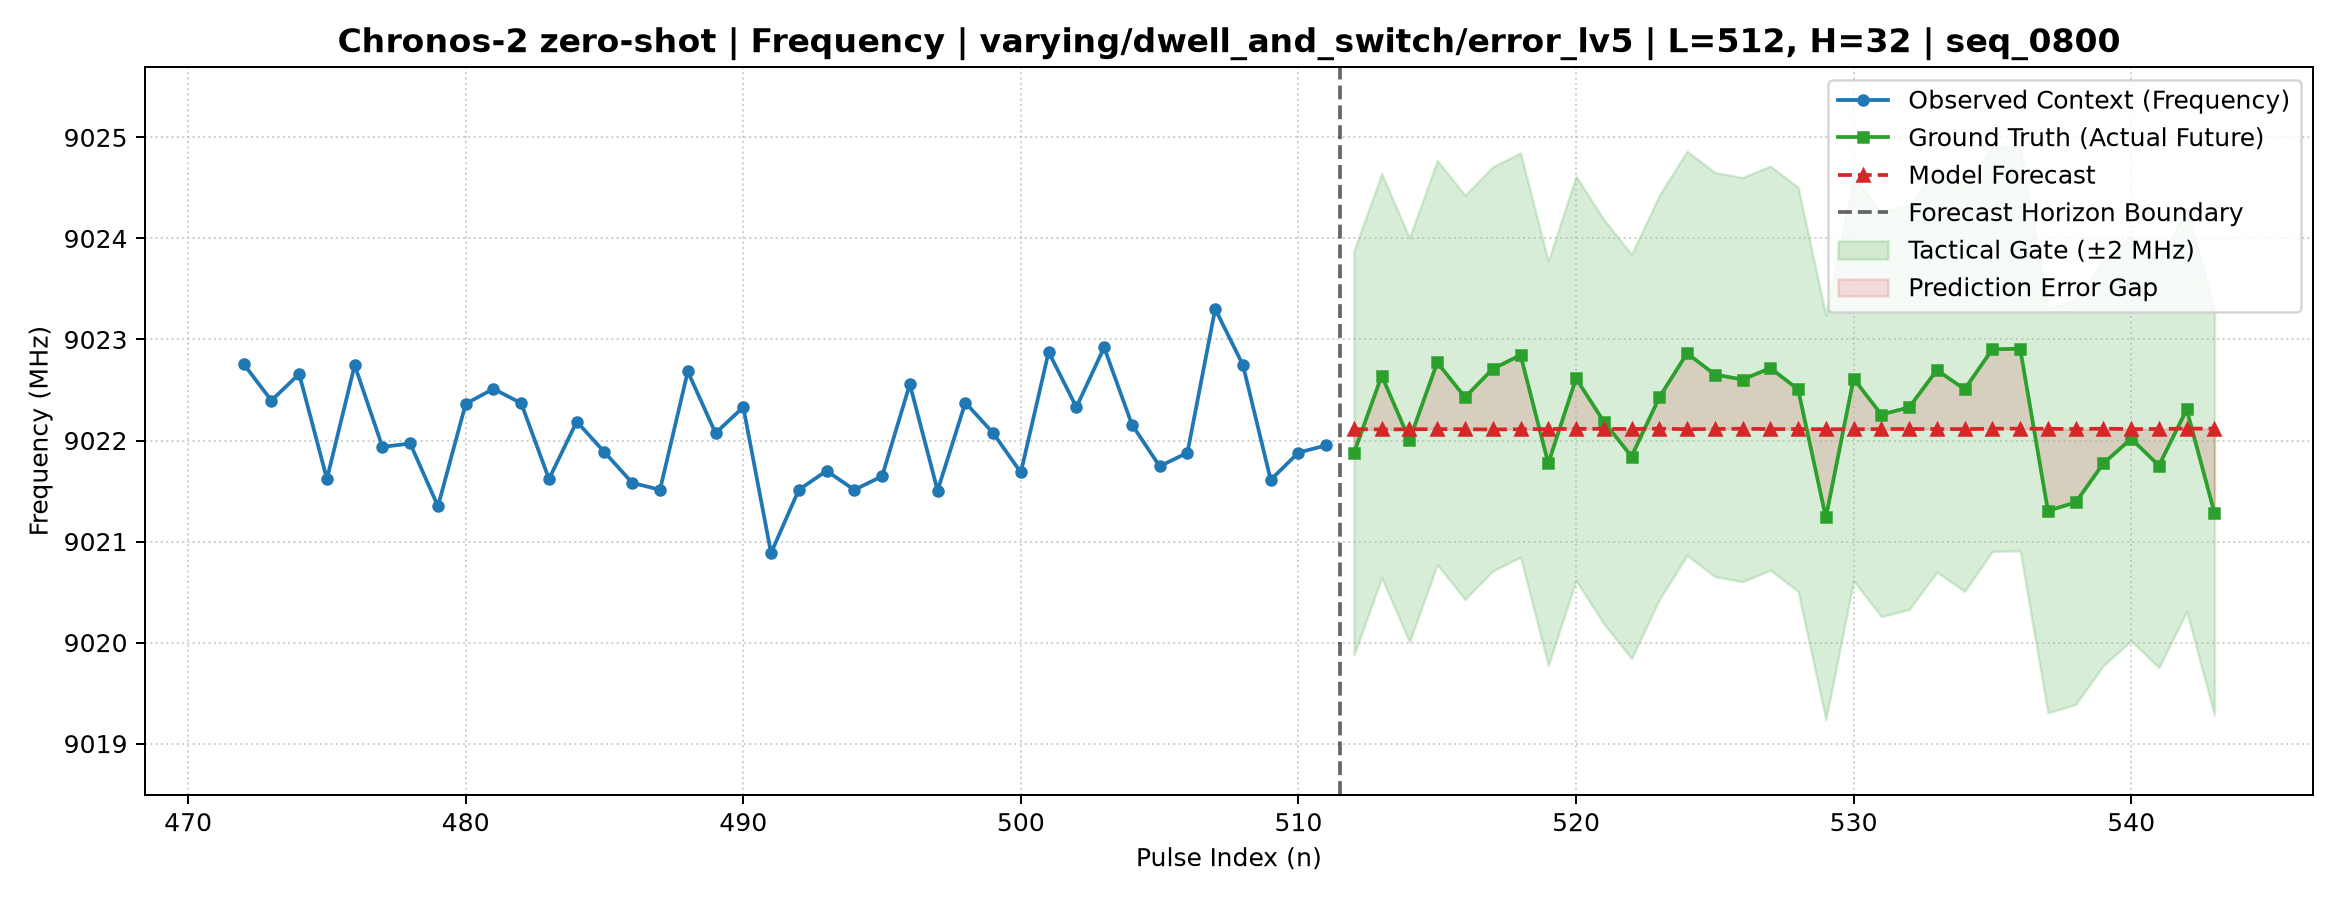 Chronos-2 zero-shot | Frequency | varying/dwell_and_switch/error_lv5 | L=512, H=32 | seq_0800
Observed Context (Frequency)
Ground Truth (Actual Future)
Model Forecast
Forecast Horizon Boundary
Tactical Gate (±2 MHz)
Prediction Error Gap
Frequency (MHz)
9025
9024
9023
9022
9021
9020
9019
470 480 490 500 510 520 530 540
Pulse Index (n)